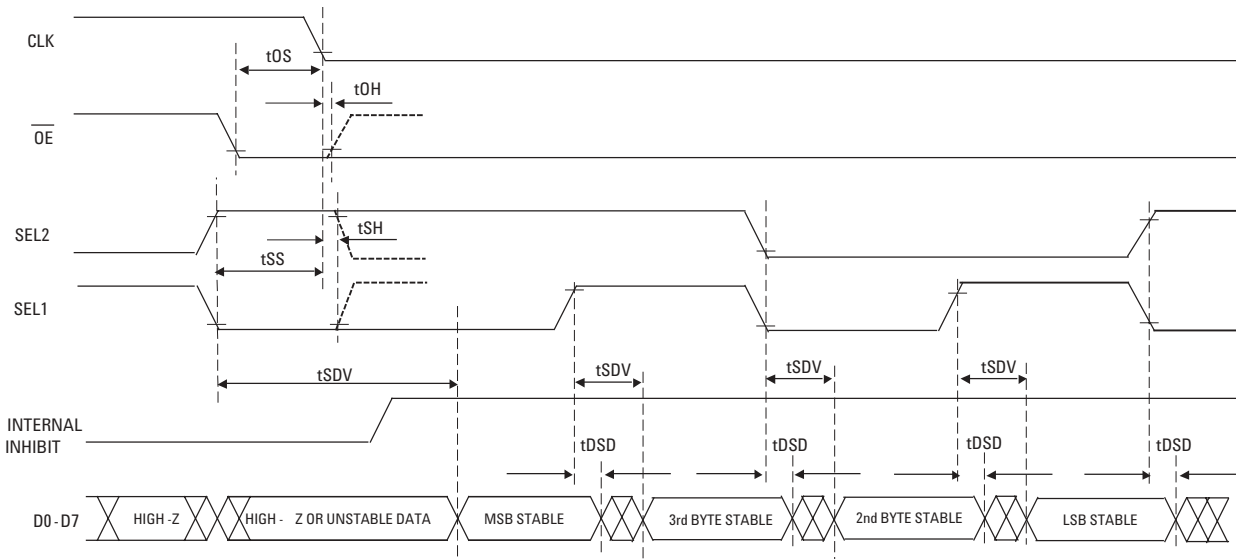 CLK
tOS
tOH
OE
SEL2
tSH
tSS
SEL1
tSDV
tSDV
tSDV
tSDV
INTERNAL
INHIBIT
tDSD
tDSD
tDSD
tDSD
D0 - D7
HIGH -Z
HIGH - Z OR UNSTABLE DATA
MSB STABLE
3rd BYTE STABLE
2nd BYTE STABLE
LSB STABLE